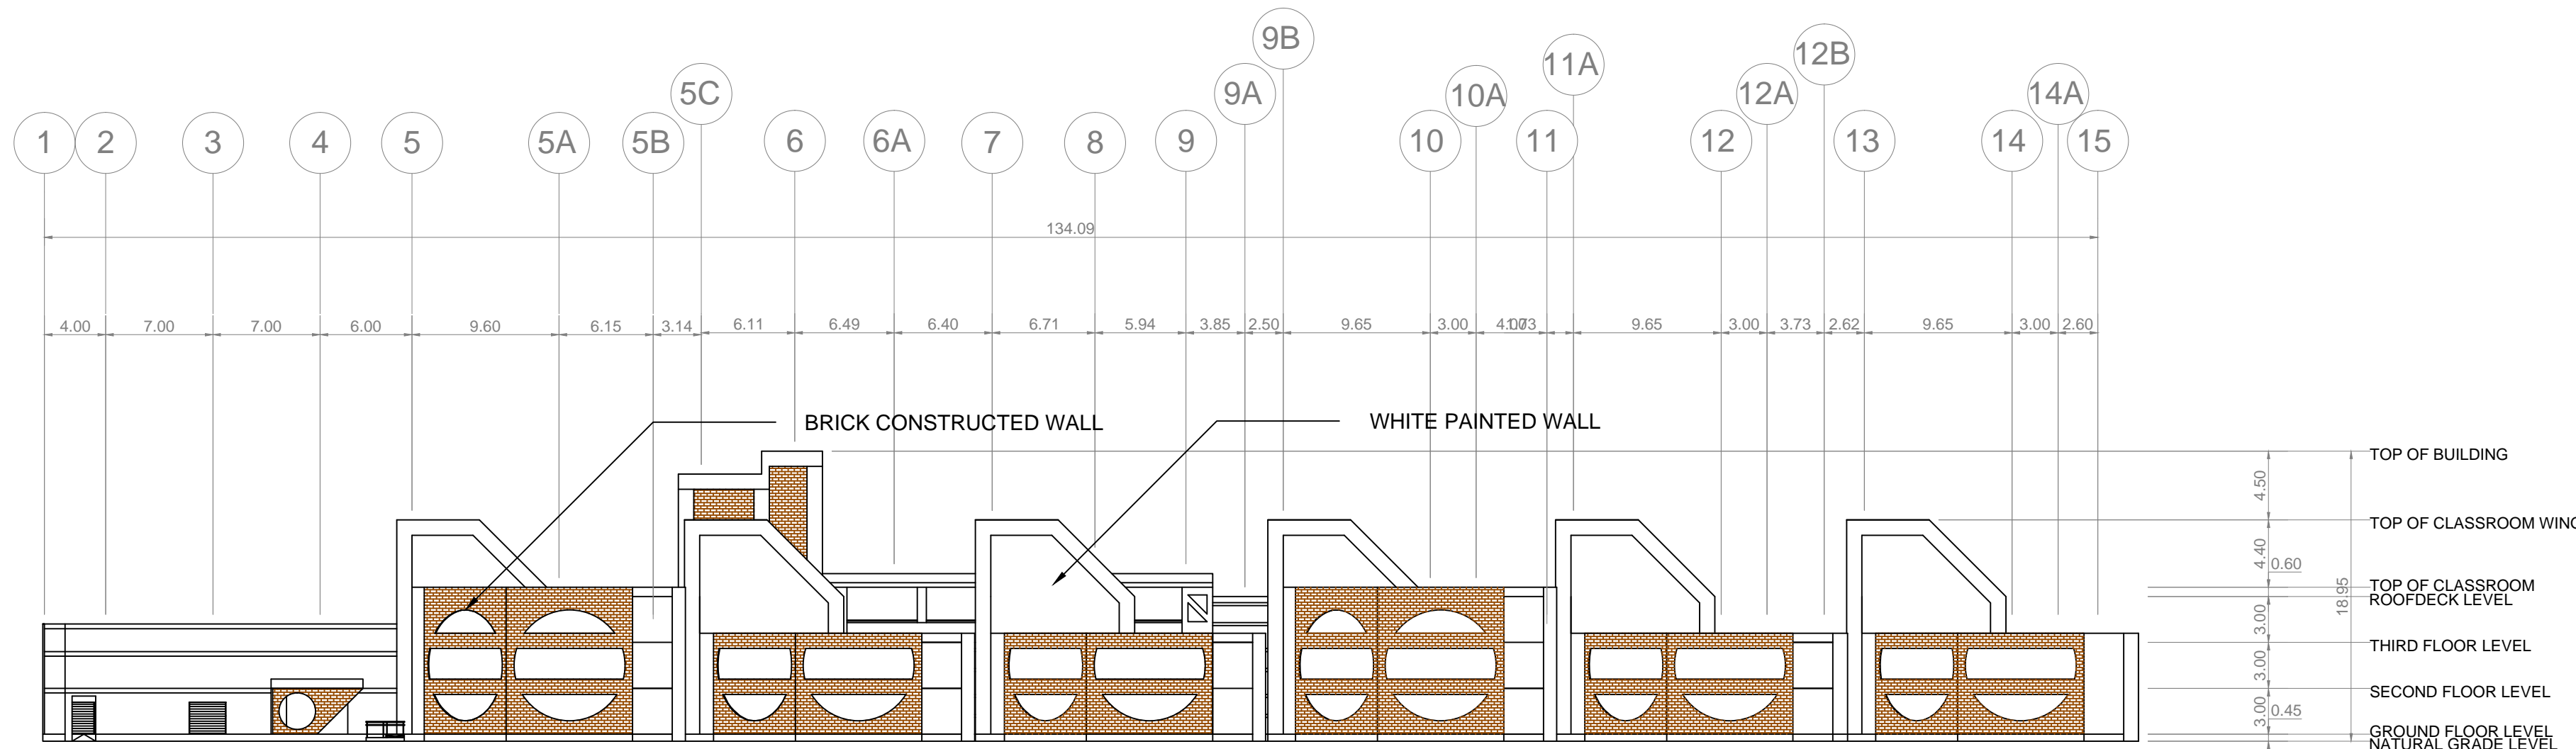 9B
12B
11A
5C
9A
10A
12A
14A
1 2 3 4 5 5A 5B 6 6A 7 8 9 10 11 12 13 14 15
134.09
4.00 7.00 7.00 6.00 9.60 6.15 3.14 6.11 6.49 6.40 6.71 5.94 3.85 2.50 9.65 3.00 9.65 3.00 3.73 2.62 9.65 3.00 2.60
BRICK CONSTRUCTED WALL
WHITE PAINTED WALL
TOP OF BUILDING
4.50
TOP OF CLASSROOM WING
4.40
0.60
18.95
TOP OF CLASSROOM
ROOFDECK LEVEL
3.00
THIRD FLOOR LEVEL
3.00
SECOND FLOOR LEVEL
3.00
0.45
GROUND FLOOR LEVEL
NATURAL GRADE LEVEL